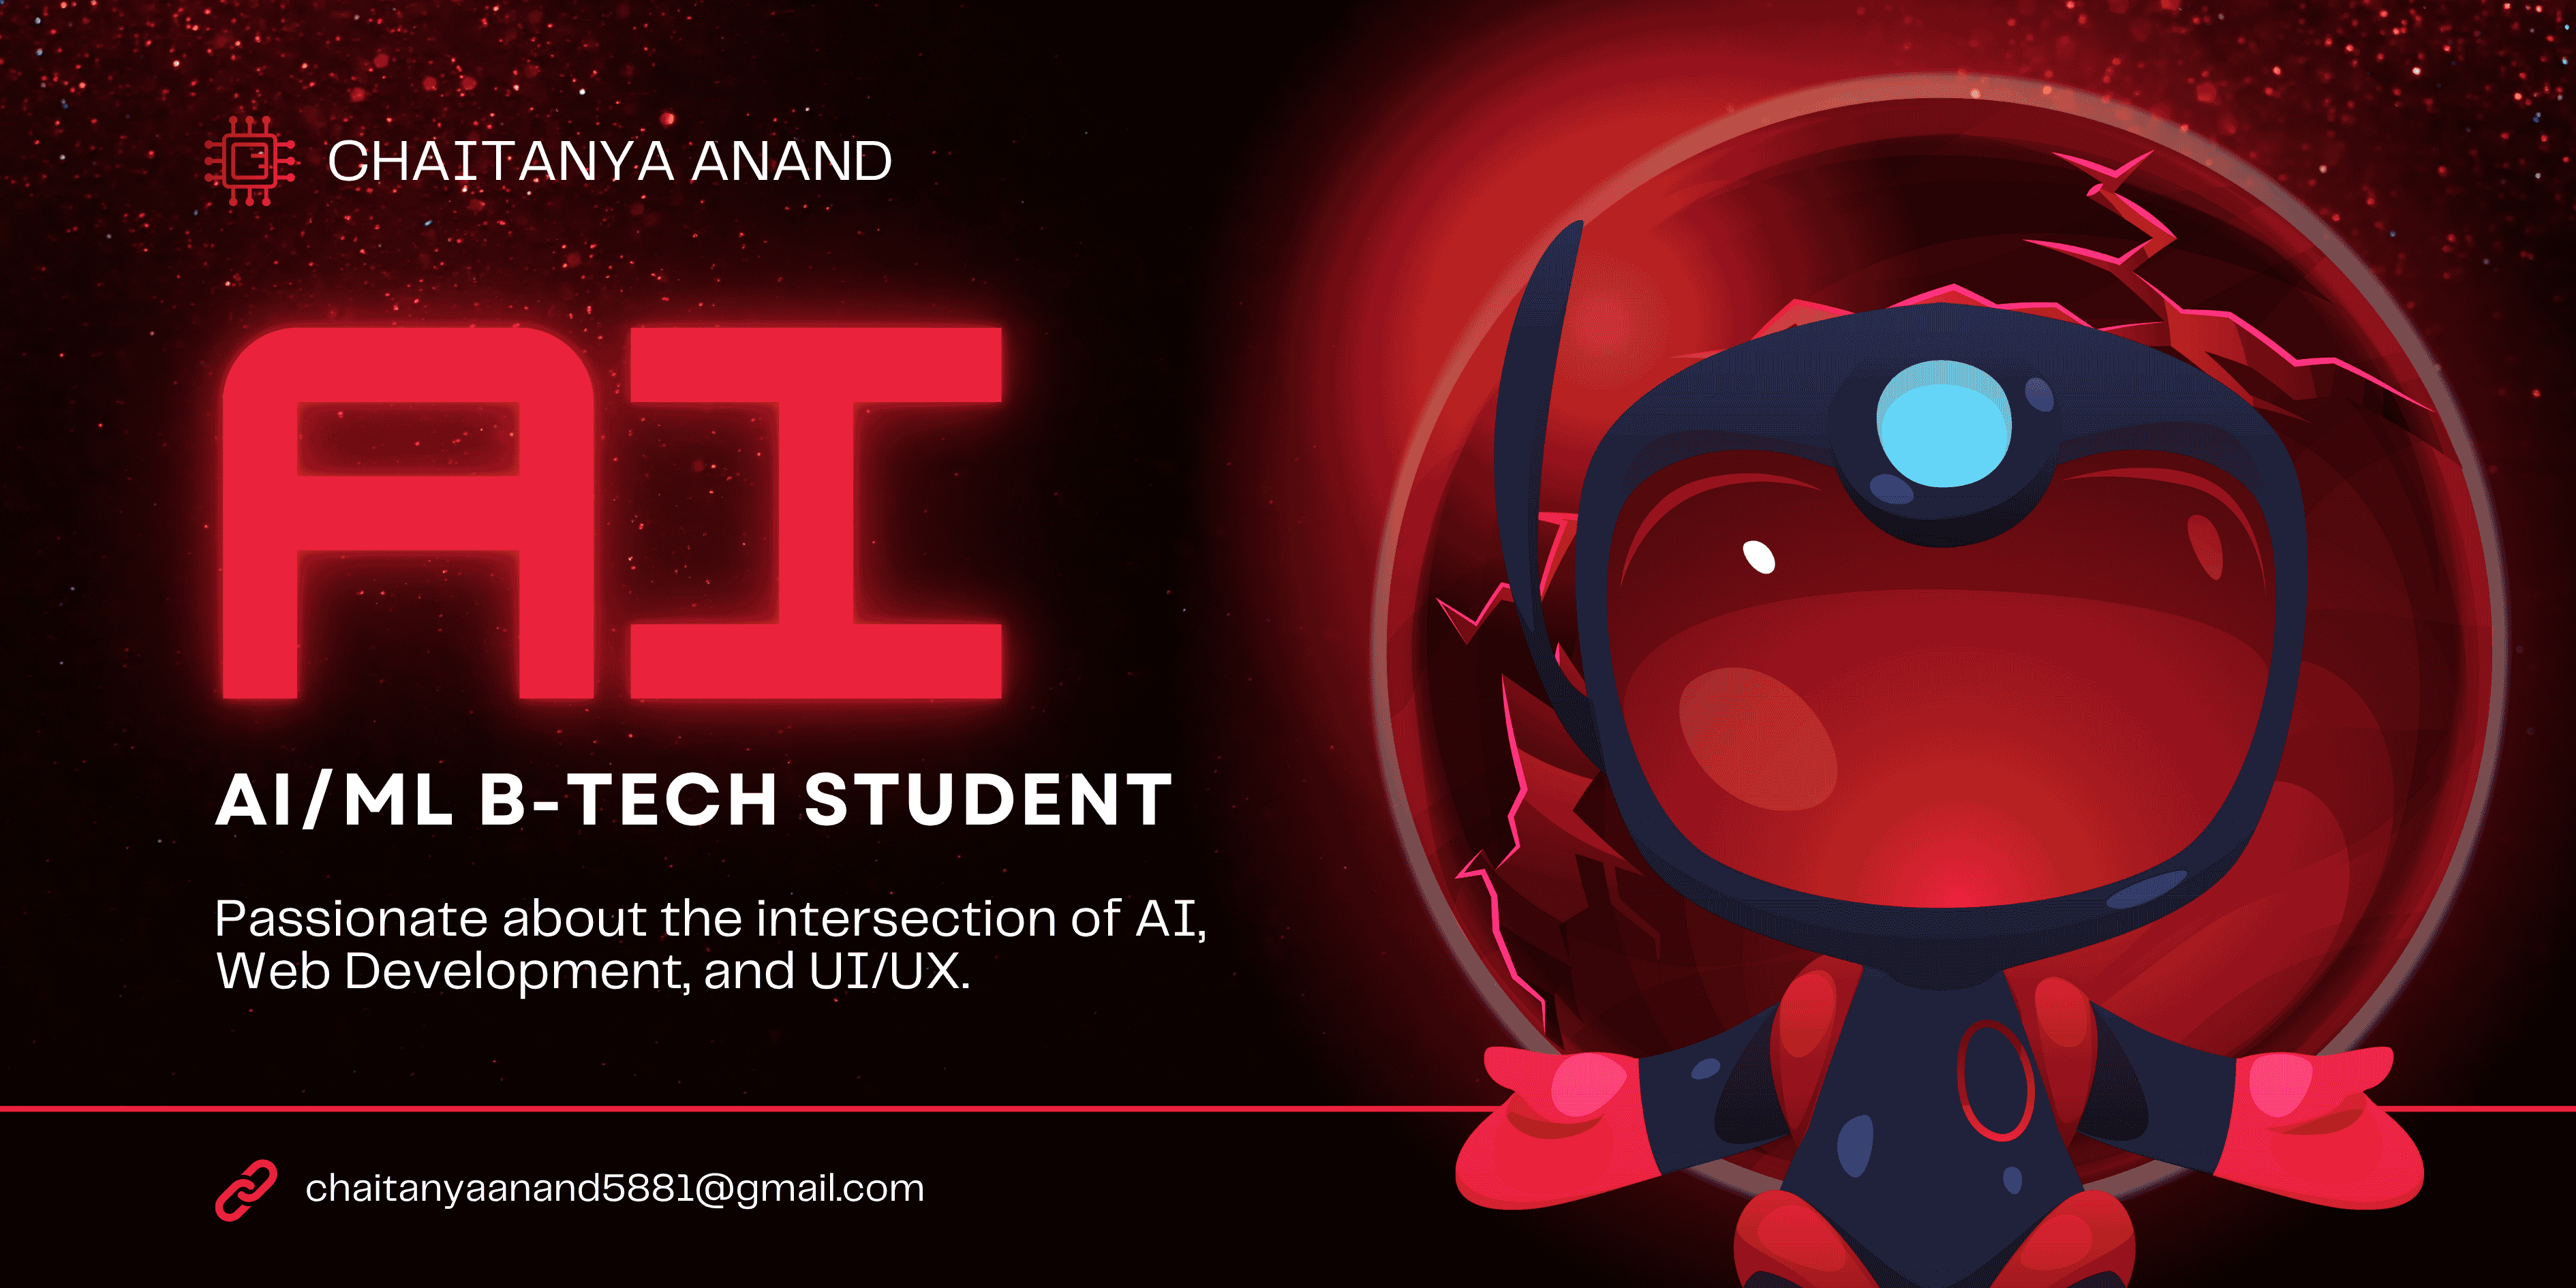 CHAITANYA ANAND
AI
AI/ML B-TECH STUDENT
Passionate about the intersection of AI,
Web Development, and UI/UX.
chaitanyaanand5881@gmail.com